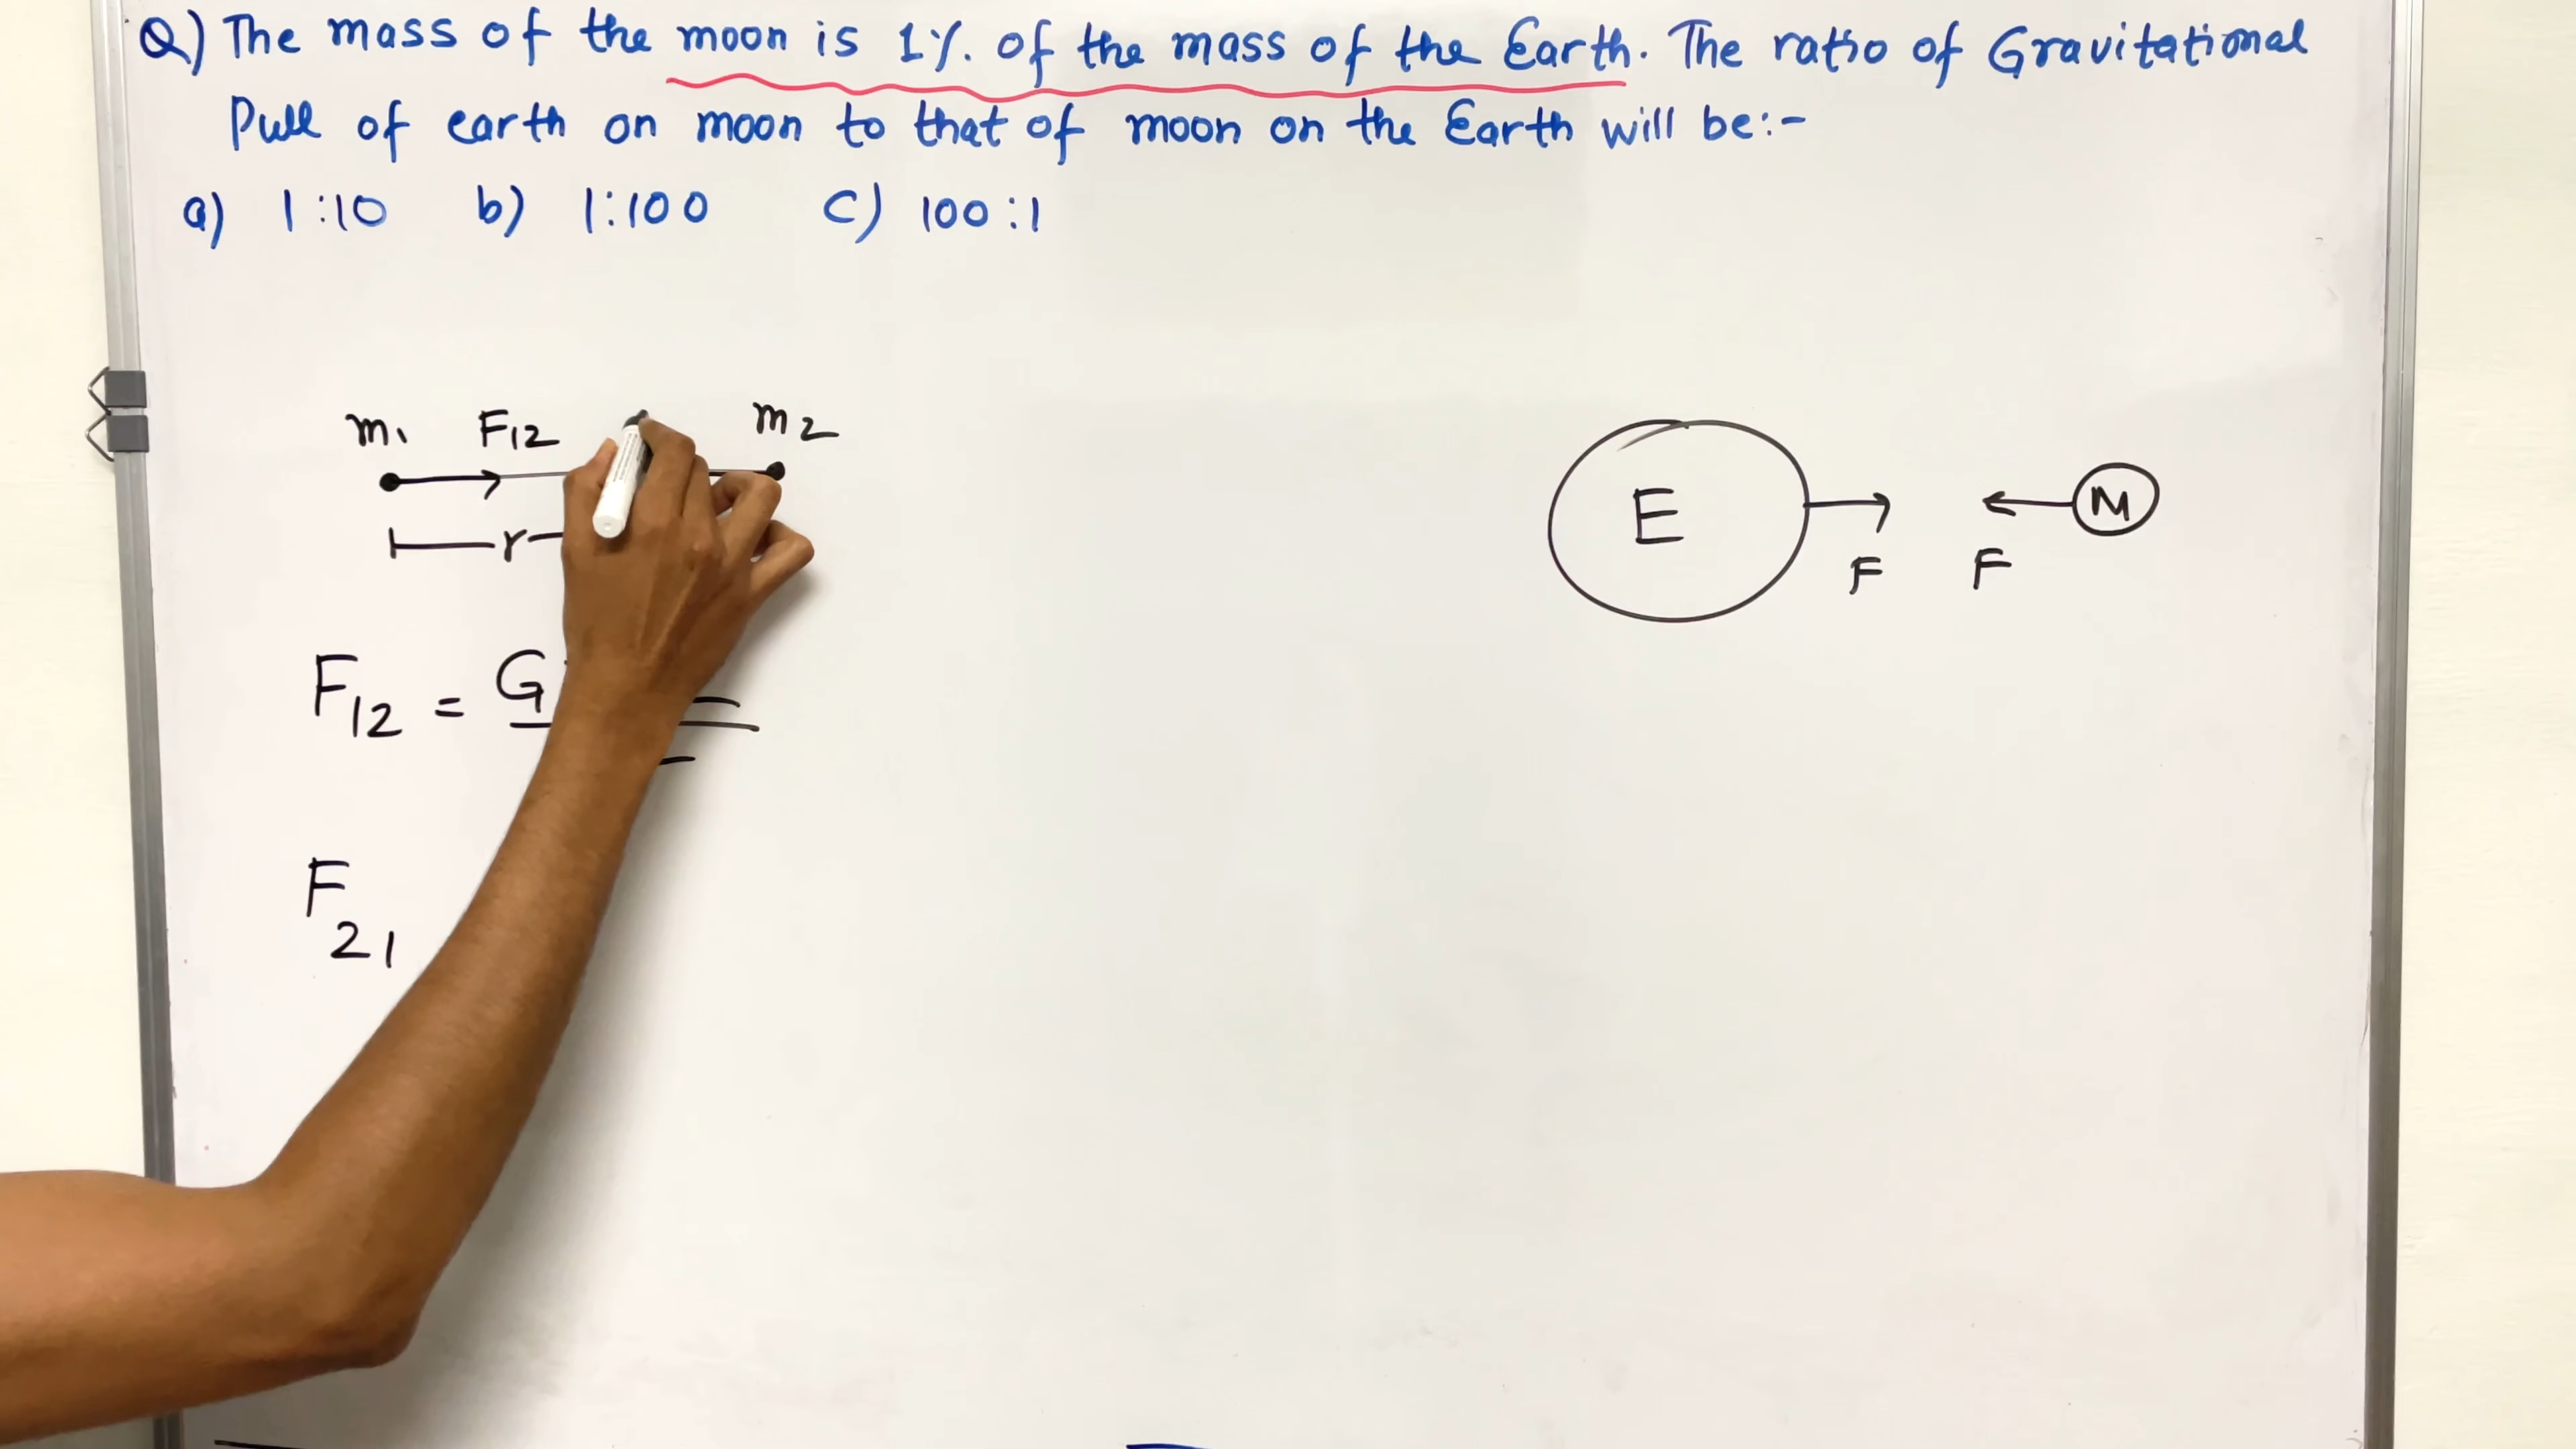 Q) The mass of the moon is 1%. of the mass of the Earth. The ratio of Gravitational
Pull of earth on moon to that of moon on the Earth will be:-
a) 1:10 b) 1:100 c) 100:1
m1 F12 m2
r
E M
F F
F12 = G
F21